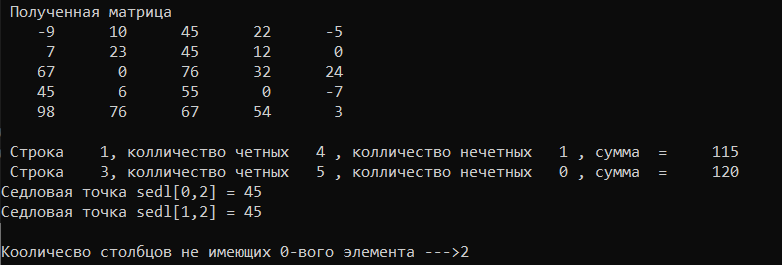 Полученная матрица
-9 10 45 22 -5
7 23 45 12 0
67 0 76 32 24
45 6 55 0 -7
98 76 67 54 3
Строка 1, колличество четных 4 , колличество нечетных 1 , сумма = 115
Строка 3, колличество четных 5 , колличество нечетных 0 , сумма = 120
Седловая точка sedl[0,2] = 45
Седловая точка sedl[1,2] = 45
Кооличесво столбцов не имеющих 0-вого элемента --->2